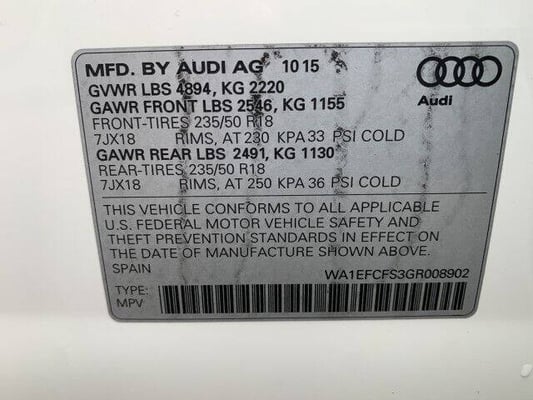 MFD. BY AUDI AG 10 15
GVWR LBS 4894, KG 2220
GAWR FRONT LBS 2546, KG 1155
FRONT-TIRES 235/50 R18
7JX18 RIMS, AT 230 KPA 33 PSI COLD
GAWR REAR LBS 2491, KG 1130
REAR-TIRES 235/50 R18
7JX18 RIMS, AT 250 KPA 36 PSI COLD
Audi
THIS VEHICLE CONFORMS TO ALL APPLICABLE
U.S. FEDERAL MOTOR VEHICLE SAFETY AND
THEFT PREVENTION STANDARDS IN EFFECT ON
THE DATE OF MANUFACTURE SHOWN ABOVE.
SPAIN WA1EFCFS3GR008902
TYPE:
MPV